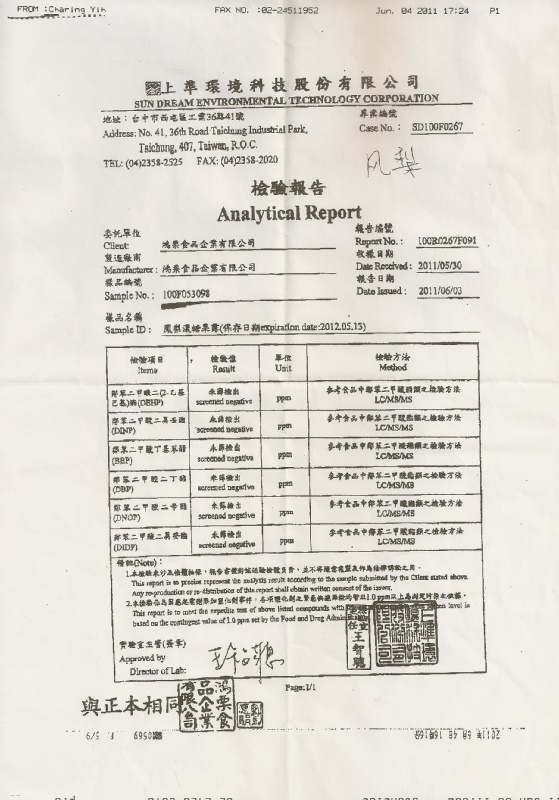 FROM :Charing Yih FAX NO. :02-24511952 Jun. 04 2011 17:24 P1
上準環境科技股份有限公司
SUN DREAM ENVIRONMENTAL TECHNOLOGY CORPORATION
地址：台中市西屯區工業36路41號 專案編號
Address: No. 41, 36th Road Taichung Industrial Park, Case No.： SD100F0267
Taichung, 407, Taiwan, R.O.C.
TEL: (04)2358-2525 FAX: (04)2358-2020
鳳梨
檢驗報告
Analytical Report
委託單位 報告編號
Client: 鴻栗食品企業有限公司 Report No.： 100R0267F091
製造廠商 收樣日期
Manufacturer: 鴻栗食品企業有限公司 Date Received：2011/05/30
樣品編號 報告日期
Sample No.： 100F053098 Date Issued：2011/06/03
樣品名稱
Sample ID： 鳳梨濃糖果露(保存日期expiration date:2012.05.13)
檢驗項目 檢驗值 單位 檢驗方法
Items Result Unit Method
鄰苯二甲酸二(2-乙基己基)酯(DEHP) 未篩檢出 screened negative ppm 參考食品中鄰苯二甲酸酯類之檢驗方法 LC/MS/MS
鄰苯二甲酸二異壬酯(DINP) 未篩檢出 screened negative ppm 參考食品中鄰苯二甲酸酯類之檢驗方法 LC/MS/MS
鄰苯二甲酸丁基苯酯(BBP) 未篩檢出 screened negative ppm 參考食品中鄰苯二甲酸酯類之檢驗方法 LC/MS/MS
鄰苯二甲酸二丁酯(DBP) 未篩檢出 screened negative ppm 參考食品中鄰苯二甲酸酯類之檢驗方法 LC/MS/MS
鄰苯二甲酸二辛酯(DNOP) 未篩檢出 screened negative ppm 參考食品中鄰苯二甲酸酯類之檢驗方法 LC/MS/MS
鄰苯二甲酸二異癸酯(DIDP) 未篩檢出 screened negative ppm 參考食品中鄰苯二甲酸酯類之檢驗方法 LC/MS/MS
備註(Note)：
This report is to precise represent the analysis result according to the sample submitted by the Client stated above.
Any re-production or re-distribution of this report shall obtain written consent of the issuer.
This report is to meet the expedite test of above listed compounds with
level is
based on the contingent value of 1.0 ppm set by the Food and Drug
實驗室主管(簽章)
Approved by
Director of Lab:
王智聰
Page:1/1
與正本相同
鴻栗食品企業有限公司